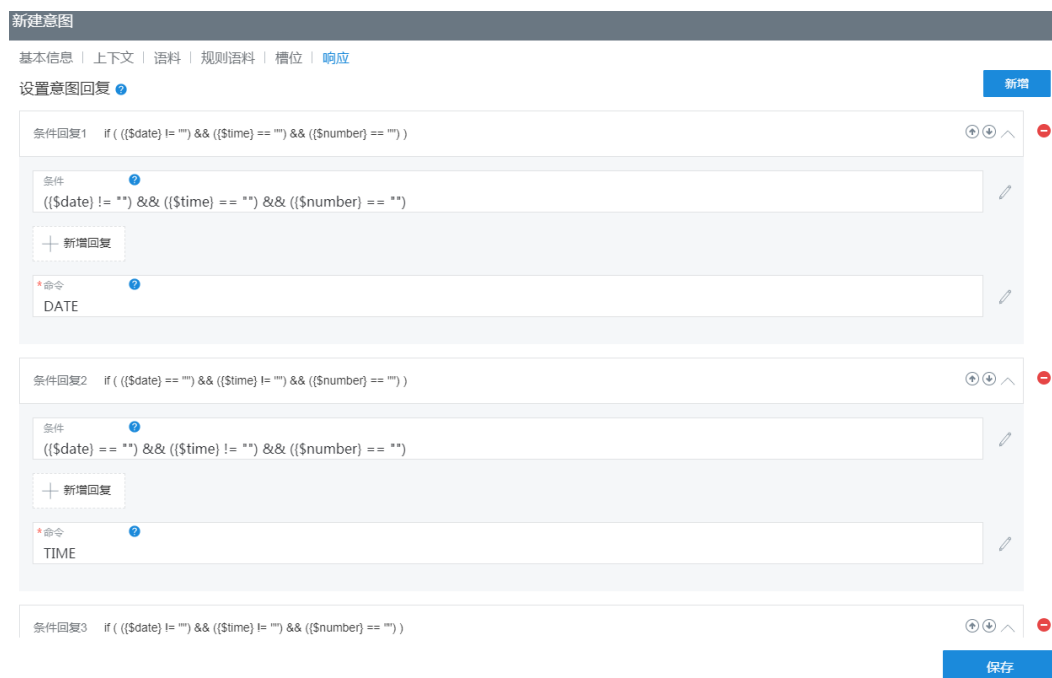 新建意图
基本信息 | 上下文 | 语料 | 规则语料 | 槽位 | 响应
设置意图回复 ?
新增
条件回复1 if ( ({$date} != "") && ({$time} == "") && ({$number} == "") )
条件 ?
({$date} != "") && ({$time} == "") && ({$number} == "")
新增回复
*命令 ?
DATE
条件回复2 if ( ({$date} == "") && ({$time} != "") && ({$number} == "") )
条件 ?
({$date} == "") && ({$time} != "") && ({$number} == "")
新增回复
*命令 ?
TIME
条件回复3 if ( ({$date} != "") && ({$time} != "") && ({$number} == "") )
保存